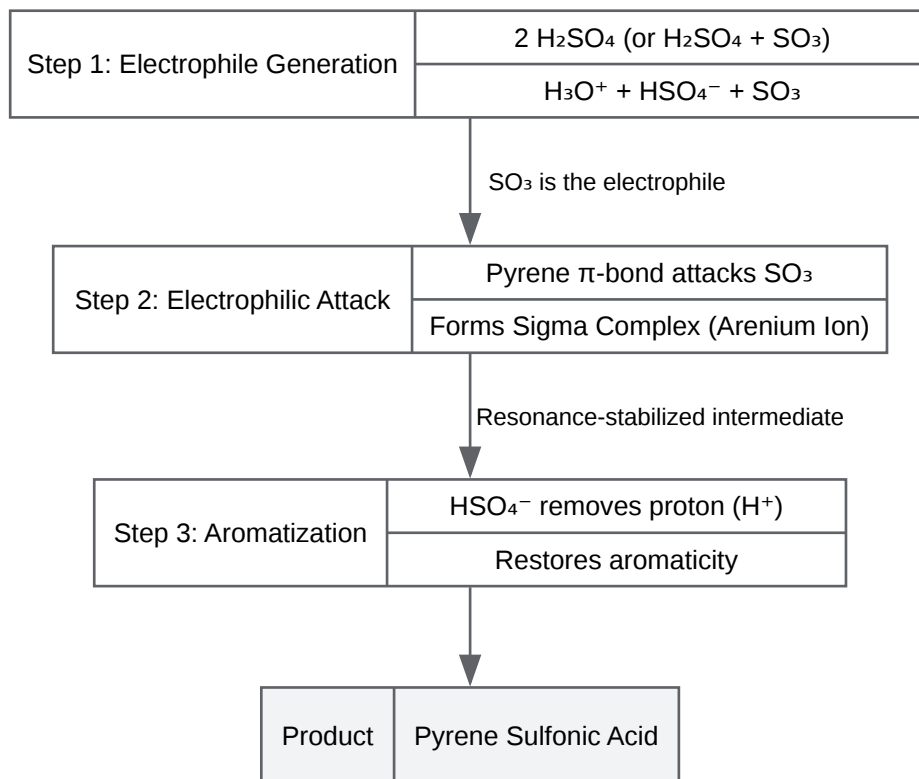 Step 1: Electrophile Generation
2 H₂SO₄ (or H₂SO₄ + SO₃)
H₃O⁺ + HSO₄⁻ + SO₃
SO₃ is the electrophile
Step 2: Electrophilic Attack
Pyrene π-bond attacks SO₃
Forms Sigma Complex (Arenium Ion)
Resonance-stabilized intermediate
Step 3: Aromatization
HSO₄⁻ removes proton (H⁺)
Restores aromaticity
Product
Pyrene Sulfonic Acid